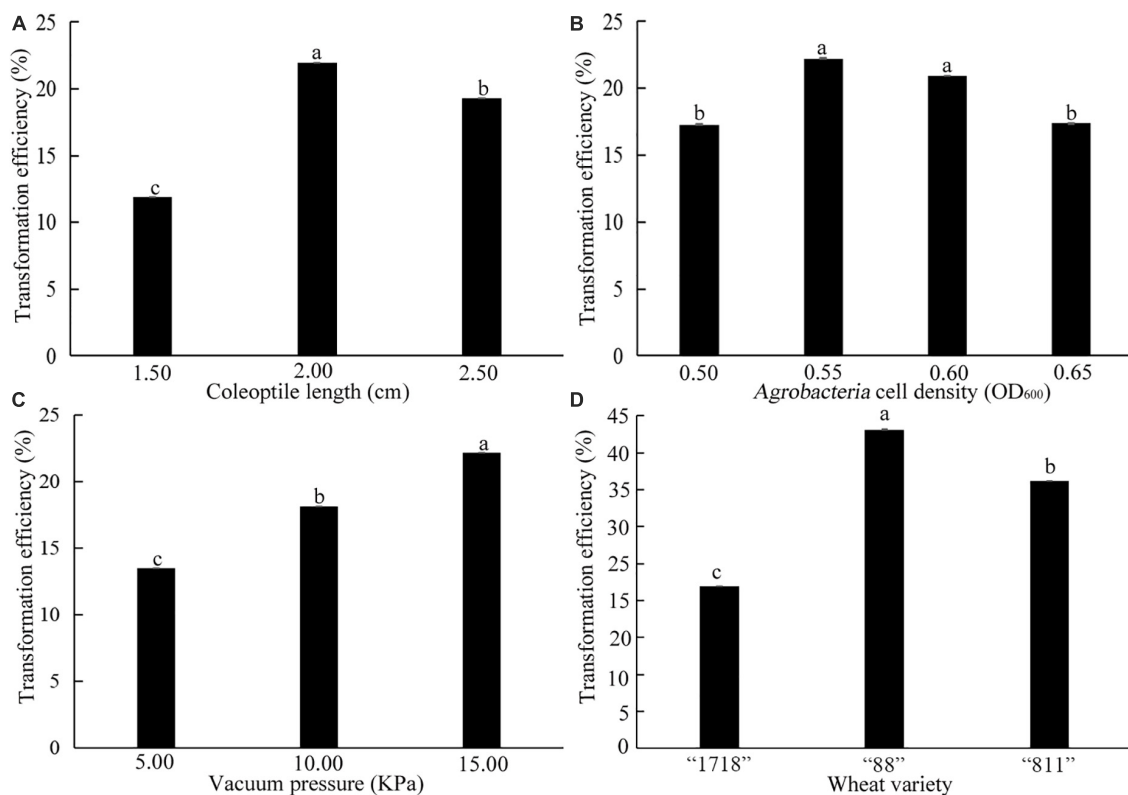 A
Transformation efficiency (%)
25
20
15
10
5
0
c
a
b
1.50 2.00 2.50
Coleoptile length (cm)
B
Transformation efficiency (%)
25
20
15
10
5
0
b
a
a
b
0.50 0.55 0.60 0.65
Agrobacteria cell density (OD600)
C
Transformation efficiency (%)
25
20
15
10
5
0
c
b
a
5.00 10.00 15.00
Vacuum pressure (KPa)
D
Transformation efficiency (%)
45
40
35
40
25
15
20
10
5
0
c
a
b
“1718” “88” “811”
Wheat variety